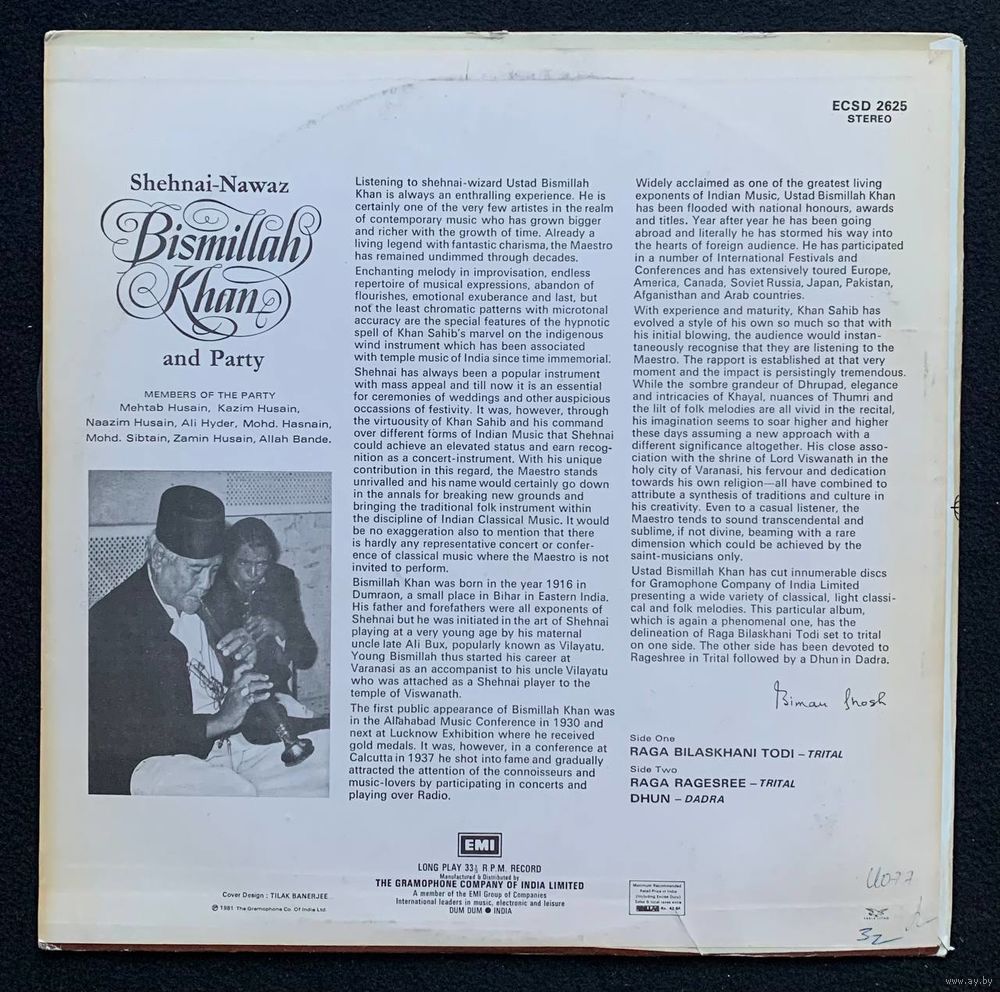 ECSD 2625
STEREO
Shehnai-Nawaz
Bismillah
Khan
and Party
MEMBERS OF THE PARTY
Mehtab Husain, Kazim Husain,
Naazim Husain, Ali Hyder, Mohd. Hasnain,
Mohd. Sibtain, Zamin Husain, Allah Bande.
Listening to shehnai-wizard Ustad Bismillah
Khan is always an enthralling experience. He is
certainly one of the very few artistes in the realm
of contemporary music who has grown bigger
and richer with the growth of time. Already a
living legend with fantastic charisma, the Maestro
has remained undimmed through decades.
Enchanting melody in improvisation, endless
repertoire of musical expressions, abandon of
flourishes, emotional exuberance and last, but
not the least chromatic patterns with microtonal
accuracy are the special features of the hypnotic
spell of Khan Sahib's marvel on the indigenous
wind instrument which has been associated
with temple music of India since time immemorial.
Shehnai has always been a popular instrument
with mass appeal and till now it is an essential
for ceremonies of weddings and other auspicious
occassions of festivity. It was, however, through
the virtuousity of Khan Sahib and his command
over different forms of Indian Music that Shehnai
could achieve an elevated status and earn recog-
nition as a concert-instrument. With his unique
contribution in this regard, the Maestro stands
unrivalled and his name would certainly go down
in the annals for breaking new grounds and
bringing the traditional folk instrument within
the discipline of Indian Classical Music. It would
be no exaggeration also to mention that there
is hardly any representative concert or confer-
ence of classical music where the Maestro is not
invited to perform.
Bismillah Khan was born in the year 1916 in
Dumraon, a small place in Bihar in Eastern India.
His father and forefathers were all exponents of
Shehnai but he was initiated in the art of Shehnai
playing at a very young age by his maternal
uncle late Ali Bux, popularly known as Vilayatu.
Young Bismillah thus started his career at
Varanasi as an accompanist to his uncle Vilayatu
who was attached as a Shehnai player to the
temple of Viswanath.
The first public appearance of Bismillah Khan was
in the Allahabad Music Conference in 1930 and
next at Lucknow Exhibition where he received
gold medals. It was, however, in a conference at
Calcutta in 1937 he shot into fame and gradually
attracted the attention of the connoisseurs and
music-lovers by participating in concerts and
playing over Radio.
Widely acclaimed as one of the greatest living
exponents of Indian Music, Ustad Bismillah Khan
has been flooded with national honours, awards
and titles. Year after year he has been going
abroad and literally he has stormed his way into
the hearts of foreign audience. He has participated
in a number of International Festivals and
Conferences and has extensively toured Europe,
America, Canada, Soviet Russia, Japan, Pakistan,
Afganisthan and Arab countries.
With experience and maturity, Khan Sahib has
evolved a style of his own so much so that with
his initial blowing, the audience would instan-
taneously recognise that they are listening to the
Maestro. The rapport is established at that very
moment and the impact is persistingly tremendous.
While the sombre grandeur of Dhrupad, elegance
and intricacies of Khayal, nuances of Thumri and
the lilt of folk melodies are all vivid in the recital,
his imagination seems to soar higher and higher
these days assuming a new approach with a
different significance altogether. His close asso-
ciation with the shrine of Lord Viswanath in the
holy city of Varanasi, his fervour and dedication
towards his own religion—all have combined to
attribute a synthesis of traditions and culture in
his creativity. Even to a casual listener, the
Maestro tends to sound transcendental and
sublime, if not divine, beaming with a rare
dimension which could be achieved by the
saint-musicians only.
Ustad Bismillah Khan has cut innumerable discs
for Gramophone Company of India Limited
presenting a wide variety of classical, light classi-
cal and folk melodies. This particular album,
which is again a phenomenal one, has the
delineation of Raga Bilaskhani Todi set to trital
on one side. The other side has been devoted to
Rageshree in Trital followed by a Dhun in Dadra.
Biman Ghosh
Side One
RAGA BILASKHANI TODI – TRITAL
Side Two
RAGA RAGESREE – TRITAL
DHUN – DADRA
EMI
LONG PLAY 33⅓ R.P.M. RECORD
Manufactured & Distributed by
THE GRAMOPHONE COMPANY OF INDIA LIMITED
A member of the EMI Group of Companies
International leaders in music, electronic and leisure
DUM DUM ● INDIA
Cover Design : TILAK BANERJEE
℗ 1981 The Gramophone Co. Of India Ltd.
Maximum Recommended
Retail Price in India
32
www.ay.by